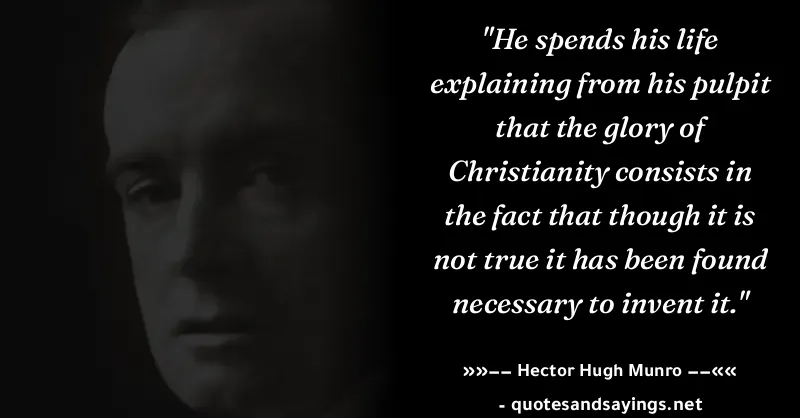 "He spends his life
explaining from his pulpit
that the glory of
Christianity consists in
the fact that though it is
not true it has been found
necessary to invent it."
»»−− Hector Hugh Munro −−««
- quotesandsayings.net